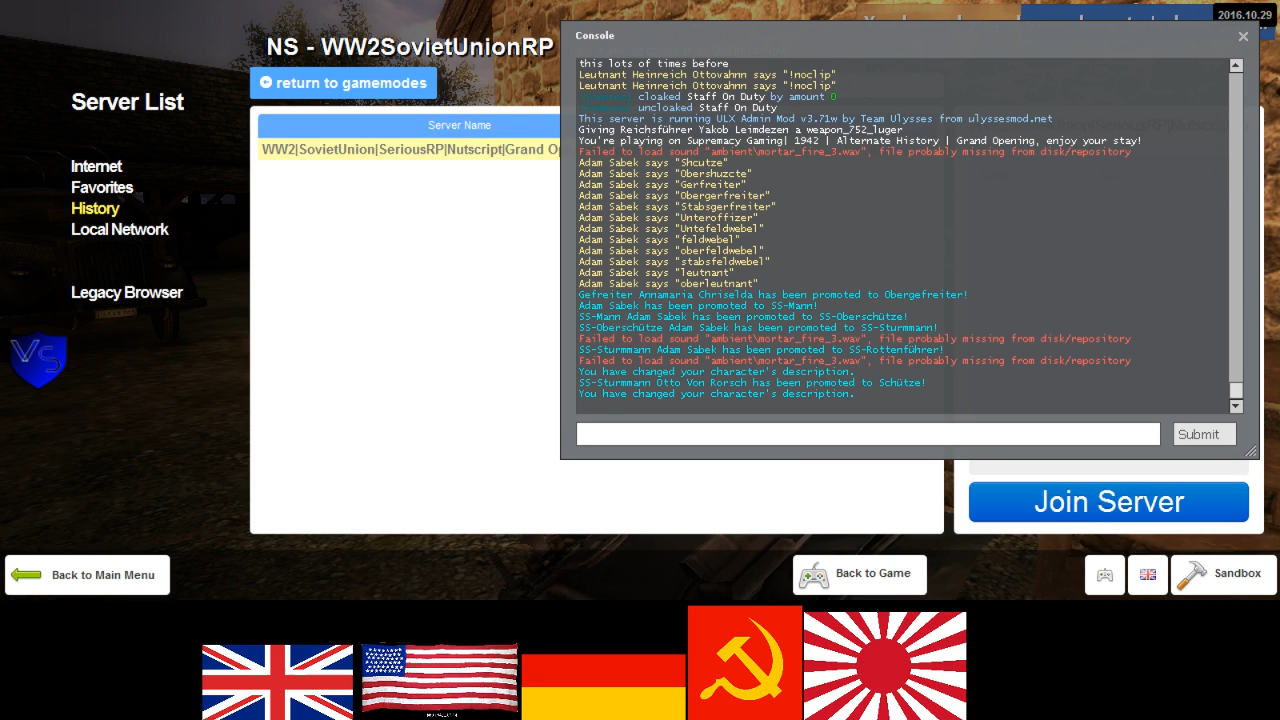 2016.10.29
NS - WW2SovietUnionRP
return to gamemodes
Server List
Internet
Favorites
History
Local Network
Legacy Browser
VS
Server Name
WW2|SovietUnion|SeriousRP|Nutscript|Grand Op
Console
this lots of times before
Leutnant Heinreich Ottovahnn says "!noclip"
Leutnant Heinreich Ottovahnn says "!noclip"
cloaked Staff On Duty by amount 0
uncloaked Staff On Duty
This server is running ULX Admin Mod v3.71w by Team Ulysses from ulyssesmod.net
Giving Reichsführer Yakob Leimdezen a weapon_752_luger
You're playing on Supremacy Gaming| 1942 | Alternate History | Grand Opening, enjoy your stay!
Failed to load sound "ambient\mortar_fire_3.wav", file probably missing from disk/repository
Adam Sabek says "Shcutze"
Adam Sabek says "Obershuzcte"
Adam Sabek says "Gerfreiter"
Adam Sabek says "Obergerfreiter"
Adam Sabek says "Stabsgerfreiter"
Adam Sabek says "Unteroffizer"
Adam Sabek says "Untefeldwebel"
Adam Sabek says "feldwebel"
Adam Sabek says "oberfeldwebel"
Adam Sabek says "stabsfeldwebel"
Adam Sabek says "leutnant"
Adam Sabek says "oberleutnant"
Gefreiter Annamaria Chriselda has been promoted to Obergefreiter!
Adam Sabek has been promoted to SS-Mann!
SS-Mann Adam Sabek has been promoted to SS-Oberschütze!
SS-Oberschütze Adam Sabek has been promoted to SS-Sturmmann!
Failed to load sound "ambient\mortar_fire_3.wav", file probably missing from disk/repository
SS-Sturmmann Adam Sabek has been promoted to SS-Rottenführer!
Failed to load sound "ambient\mortar_fire_3.wav", file probably missing from disk/repository
You have changed your character's description.
SS-Sturmmann Otto Von Rorsch has been promoted to Schütze!
You have changed your character's description.
Submit
Join Server
Back to Main Menu
Back to Game
Sandbox